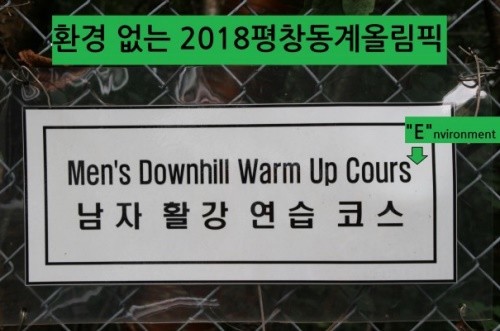 환경 없는 2018평창동계올림픽
"E"nvironment
Men's Downhill Warm Up Cours
남자 활강 연습 코스